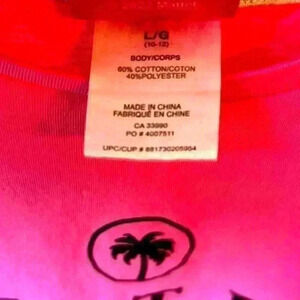 L/G
(10-12)
BODY/CORPS
60% COTTON/COTON
40%POLYESTER
MADE IN CHINA
FABRIQUÉ EN CHINE
CA 33990
PO # 4007511
UPC/CUP # 881730205954